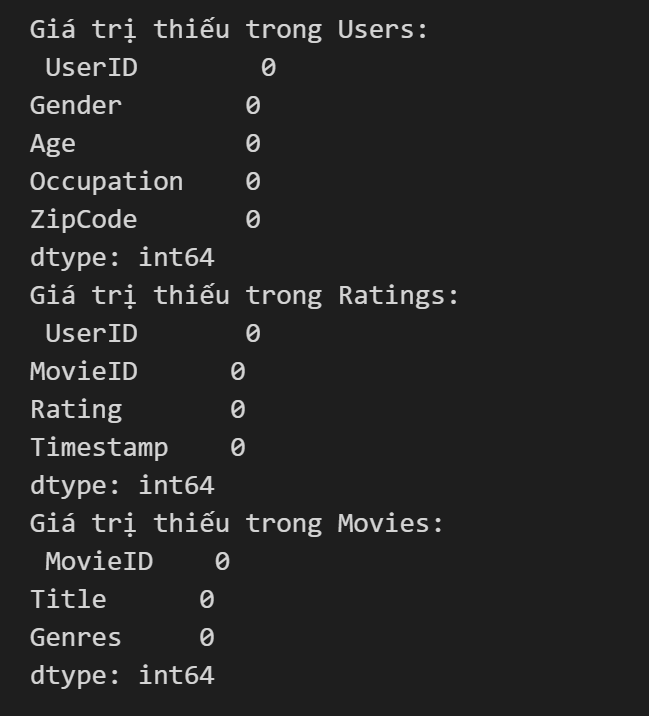 Giá trị thiếu trong Users:
 UserID        0
Gender        0
Age           0
Occupation    0
ZipCode       0
dtype: int64
Giá trị thiếu trong Ratings:
 UserID       0
MovieID      0
Rating       0
Timestamp    0
dtype: int64
Giá trị thiếu trong Movies:
 MovieID    0
Title      0
Genres     0
dtype: int64